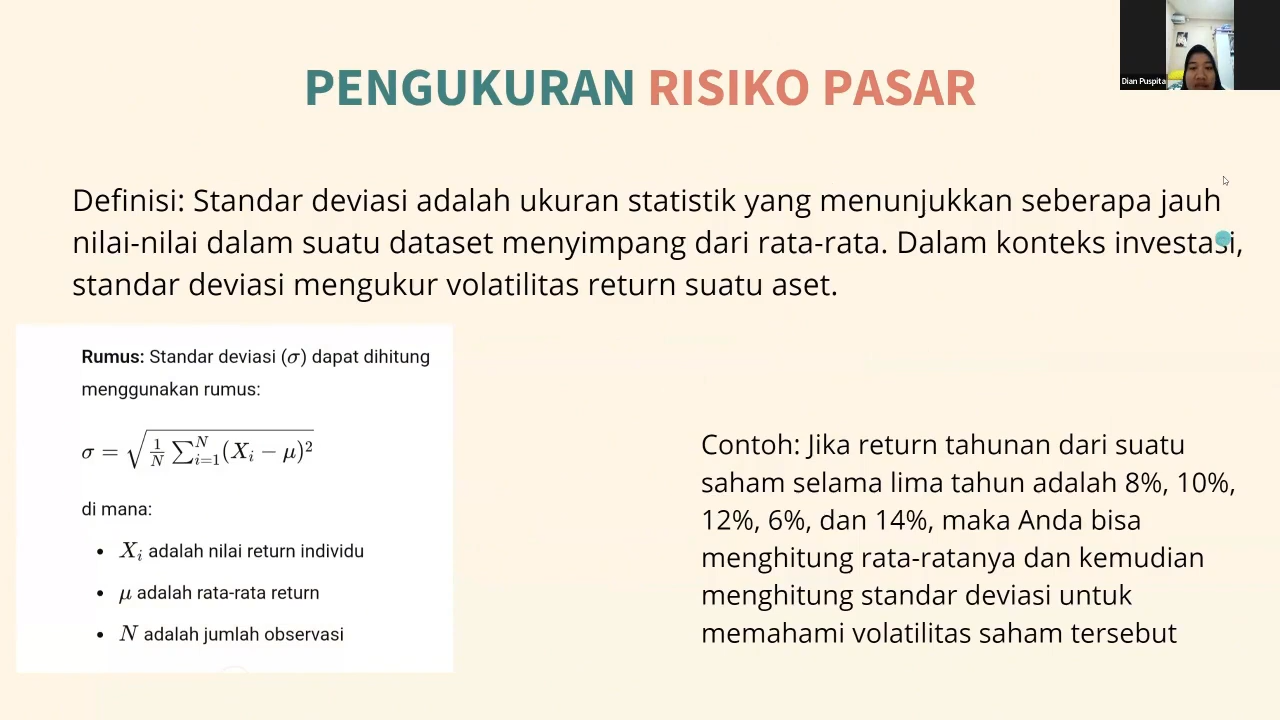 Dian Puspita
PENGUKURAN RISIKO PASAR
Definisi: Standar deviasi adalah ukuran statistik yang menunjukkan seberapa jauh
nilai-nilai dalam suatu dataset menyimpang dari rata-rata. Dalam konteks investasi,
standar deviasi mengukur volatilitas return suatu aset.
Rumus: Standar deviasi (σ) dapat dihitung
menggunakan rumus:
σ = √(1/N ∑_{i=1}^{N} (X_i − μ)²)
di mana:
• X_i adalah nilai return individu
• μ adalah rata-rata return
• N adalah jumlah observasi
Contoh: Jika return tahunan dari suatu
saham selama lima tahun adalah 8%, 10%,
12%, 6%, dan 14%, maka Anda bisa
menghitung rata-ratanya dan kemudian
menghitung standar deviasi untuk
memahami volatilitas saham tersebut